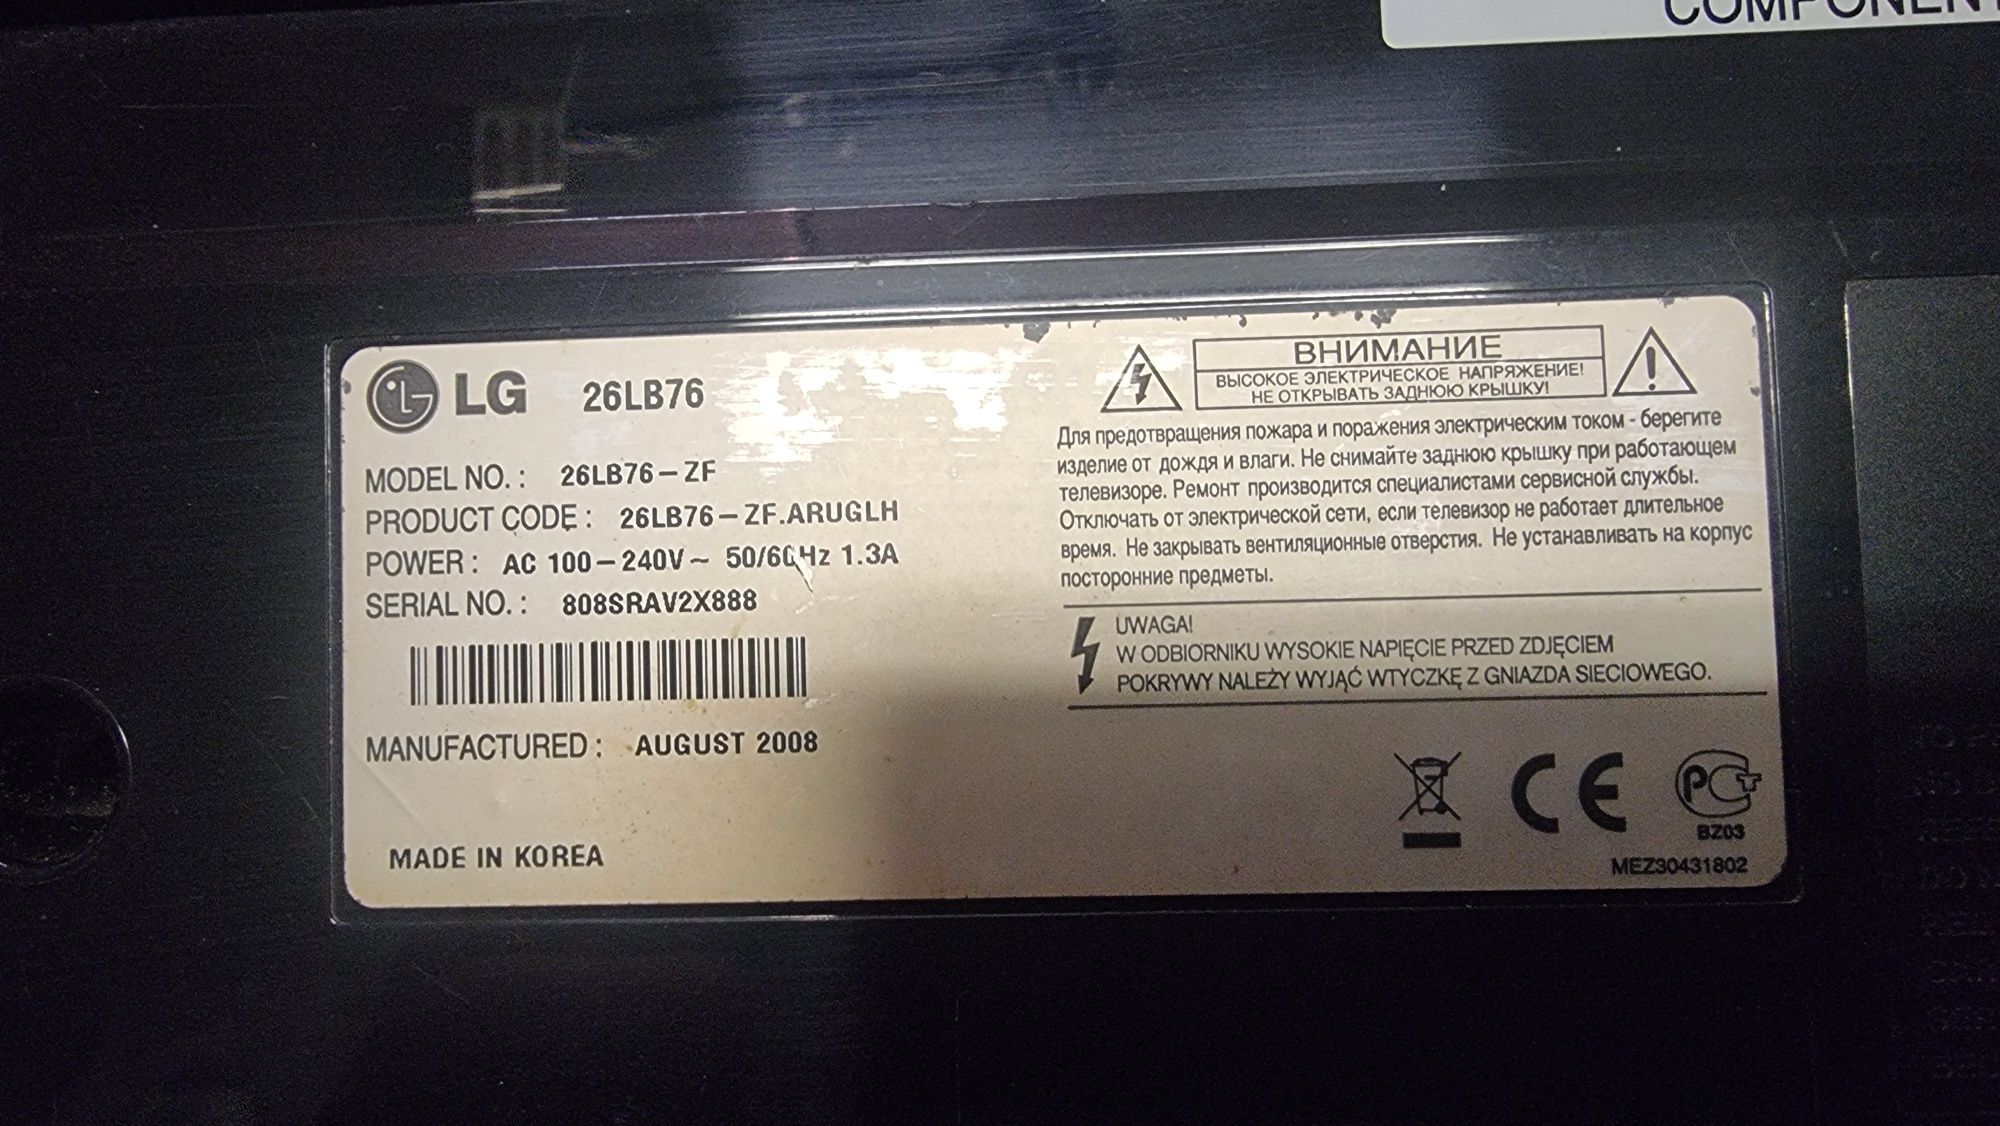 LG 26LB76
MODEL NO. : 26LB76-ZF
PRODUCT CODE : 26LB76-ZF.ARUGLH
POWER : AC 100-240V~ 50/60Hz 1.3A
SERIAL NO. : 808SRAV2X888
MANUFACTURED : AUGUST 2008
MADE IN KOREA
ВНИМАНИЕ
ВЫСОКОЕ ЭЛЕКТРИЧЕСКОЕ НАПРЯЖЕНИЕ!
НЕ ОТКРЫВАТЬ ЗАДНЮЮ КРЫШКУ!
Для предотвращения пожара и поражения электрическим током - берегите
изделие от дождя и влаги. Не снимайте заднюю крышку при работающем
телевизоре. Ремонт производится специалистами сервисной службы.
Отключать от электрической сети, если телевизор не работает длительное
время. Не закрывать вентиляционные отверстия. Не устанавливать на корпус
посторонние предметы.
UWAGA!
W ODBIORNIKU WYSOKIE NAPIĘCIE PRZED ZDJĘCIEM
POKRYWY NALEŻY WYJĄĆ WTYCZKĘ Z GNIAZDA SIECIOWEGO.
CE
PCT
BZ03
MEZ30431802